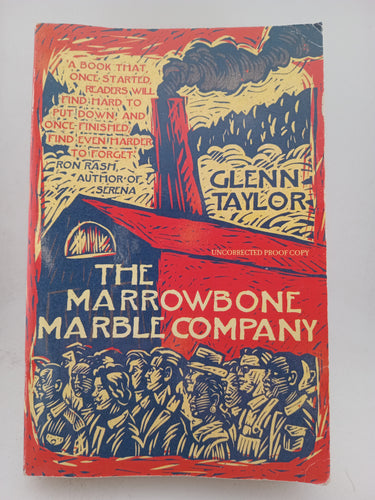 A BOOK THAT,
ONCE STARTED,
READERS WILL
FIND HARD TO
PUT DOWN, AND
ONCE FINISHED,
FIND EVEN HARDER
TO FORGET.
-RON RASH,
AUTHOR OF
SERENA
GLENN
TAYLOR
UNCORRECTED PROOF COPY
THE
MARROWBONE
MARBLE COMPANY